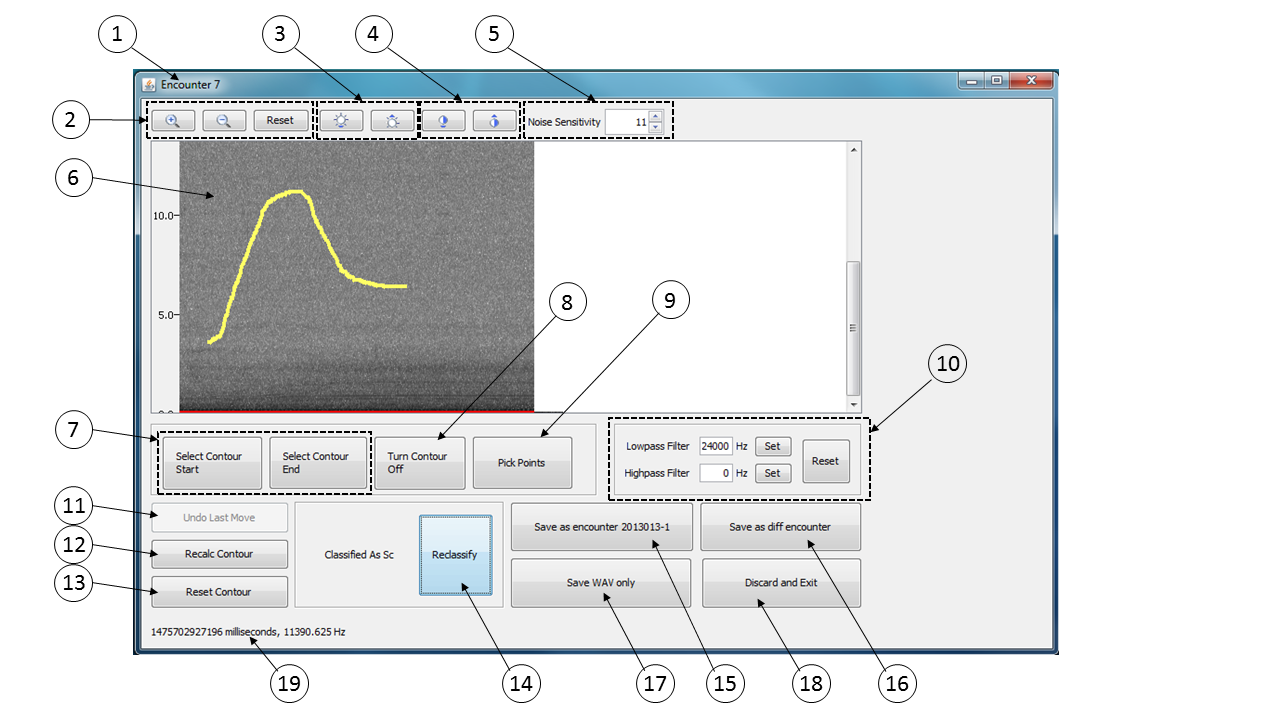 1
3
4
5
Encounter 7
2
Reset
Noise Sensitivity 11
6
10.0
5.0
0.0
8
9
10
7
Select Contour
Start
Select Contour
End
Turn Contour
Off
Pick Points
Lowpass Filter 24000 Hz Set
Highpass Filter 0 Hz Set
Reset
11
Undo Last Move
12
Recalc Contour
13
Reset Contour
Classified As Sc
Reclassify
Save as encounter 2013013-1
Save as diff encounter
Save WAV only
Discard and Exit
1475702927196 milliseconds, 11390.625 Hz
19
14
17
15
18
16